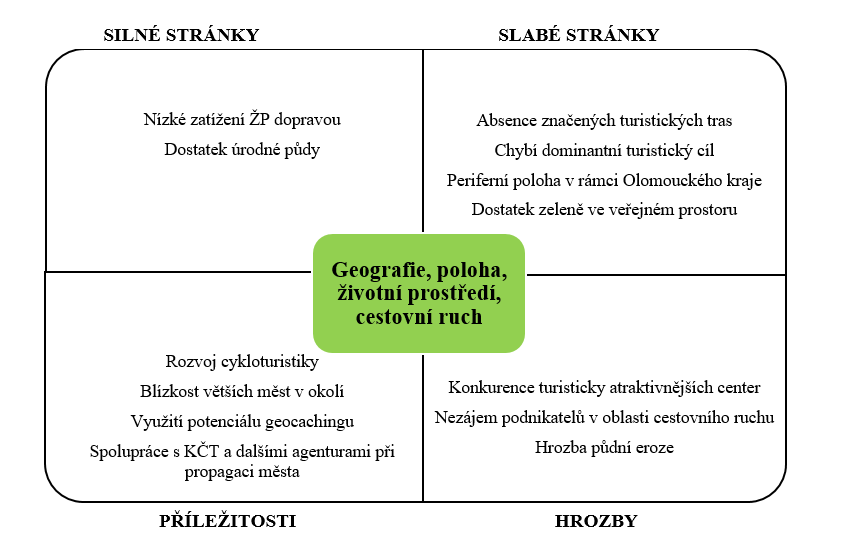 SILNÉ STRÁNKY
SLABÉ STRÁNKY
Nízké zatížení ŽP dopravou
Dostatek úrodné půdy
Absence značených turistických tras
Chybí dominantní turistický cíl
Periferní poloha v rámci Olomouckého kraje
Dostatek zeleně ve veřejném prostoru
Geografie, poloha,
životní prostředí,
cestovní ruch
Rozvoj cykloturistiky
Blízkost větších měst v okolí
Využití potenciálu geocachingu
Spolupráce s KČT a dalšími agenturami při
propagaci města
Konkurence turisticky atraktivnějších center
Nezájem podnikatelů v oblasti cestovního ruchu
Hrozba půdní eroze
PŘÍLEŽITOSTI
HROZBY